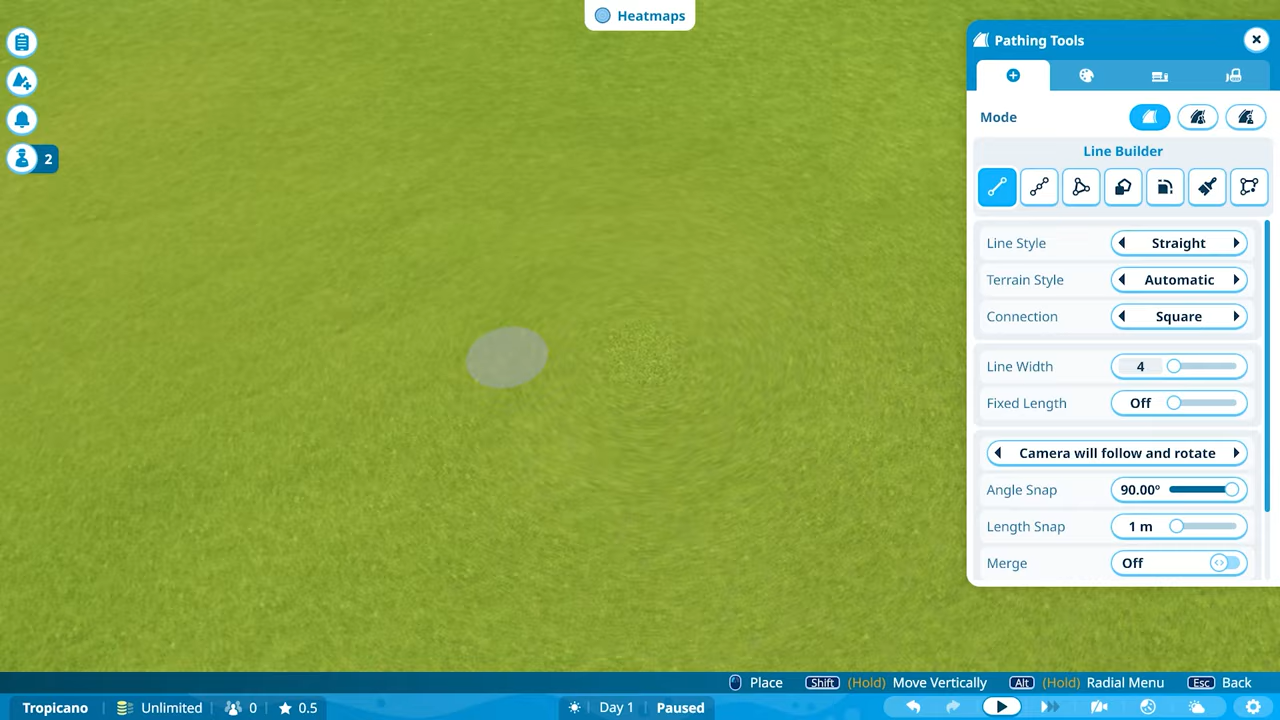 Heatmaps
Pathing Tools
2
Mode
Line Builder
Line Style Straight
Terrain Style Automatic
Connection Square
Line Width 4
Fixed Length Off
Camera will follow and rotate
Angle Snap 90.00°
Length Snap 1 m
Merge Off
Place Shift (Hold) Move Vertically Alt (Hold) Radial Menu Esc Back
Tropicano Unlimited 0 0.5 Day 1 Paused